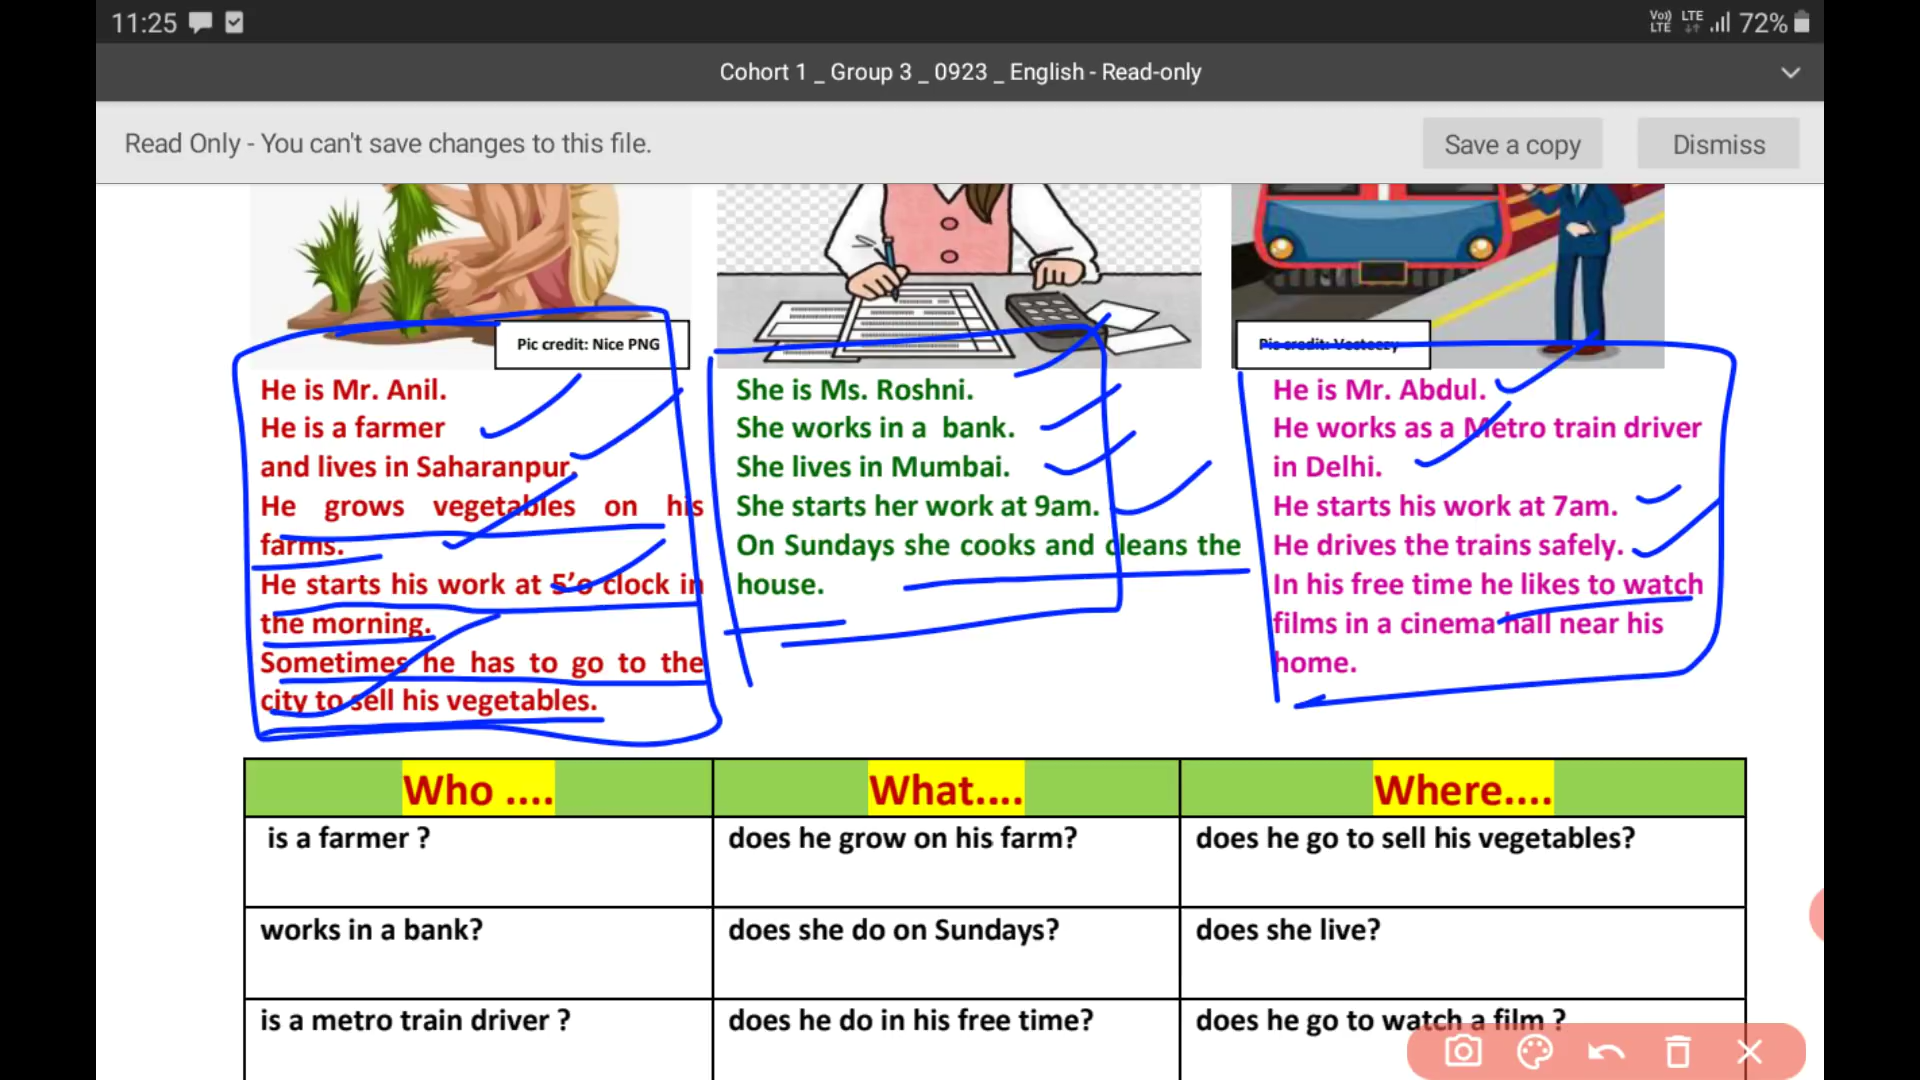 11:25
Vo)) LTE LTE 72%
Cohort 1 _ Group 3 _ 0923 _ English - Read-only
Read Only - You can't save changes to this file.
Save a copy
Dismiss
Pic credit: Nice PNG
Pic credit: Vecteezy
He is Mr. Anil.
He is a farmer
and lives in Saharanpur.
He grows vegetables on his
farms.
He starts his work at 5’o clock in
the morning.
Sometimes he has to go to the
city to sell his vegetables.
She is Ms. Roshni.
She works in a bank.
She lives in Mumbai.
She starts her work at 9am.
On Sundays she cooks and cleans the
house.
He is Mr. Abdul.
He works as a Metro train driver
in Delhi.
He starts his work at 7am.
He drives the trains safely.
In his free time he likes to watch
films in a cinema hall near his
home.
Who ....
What....
Where....
is a farmer ?
does he grow on his farm?
does he go to sell his vegetables?
works in a bank?
does she do on Sundays?
does she live?
is a metro train driver ?
does he do in his free time?
does he go to watch a film ?